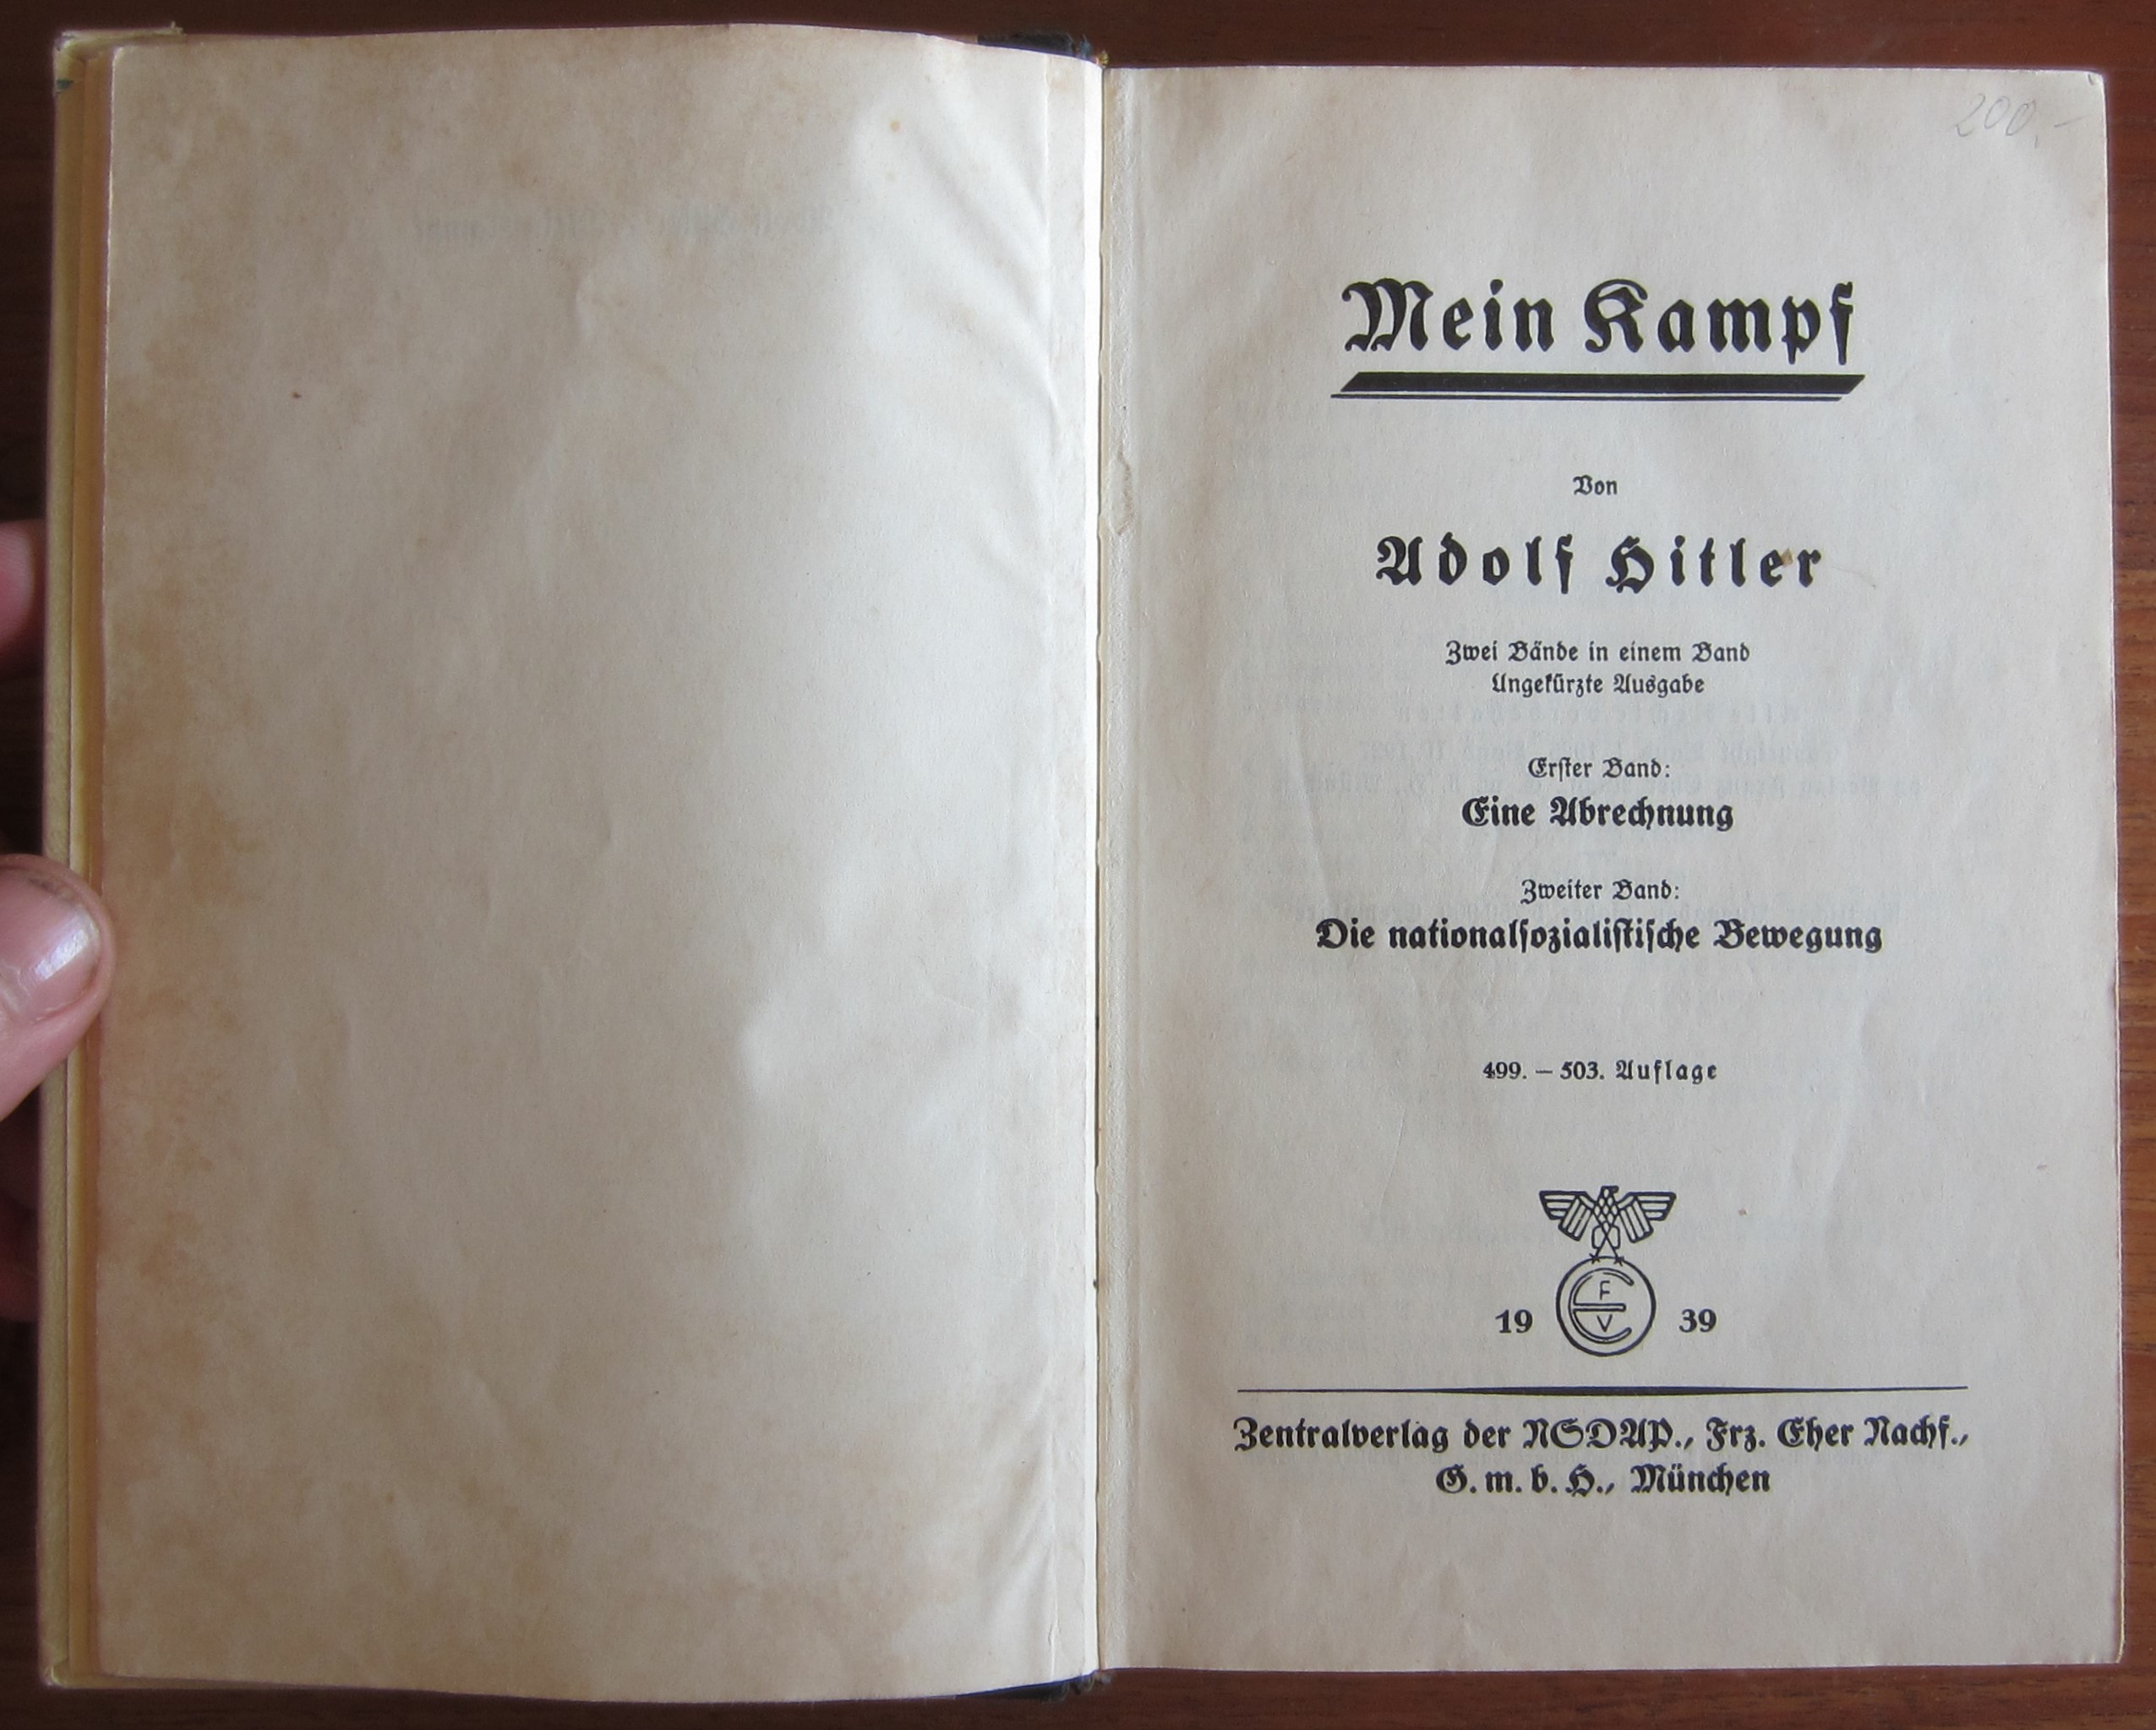 200.-
Mein Kampf
Von
Adolf Hitler
Zwei Bände in einem Band
Ungekürzte Ausgabe
Erster Band:
Eine Abrechnung
Zweiter Band:
Die nationalſozialiſtiſche Bewegung
499. – 503. Auflage
F
E
V
19 39
Zentralverlag der NSDAP., Frz. Eher Nachf.,
G. m. b. H., München